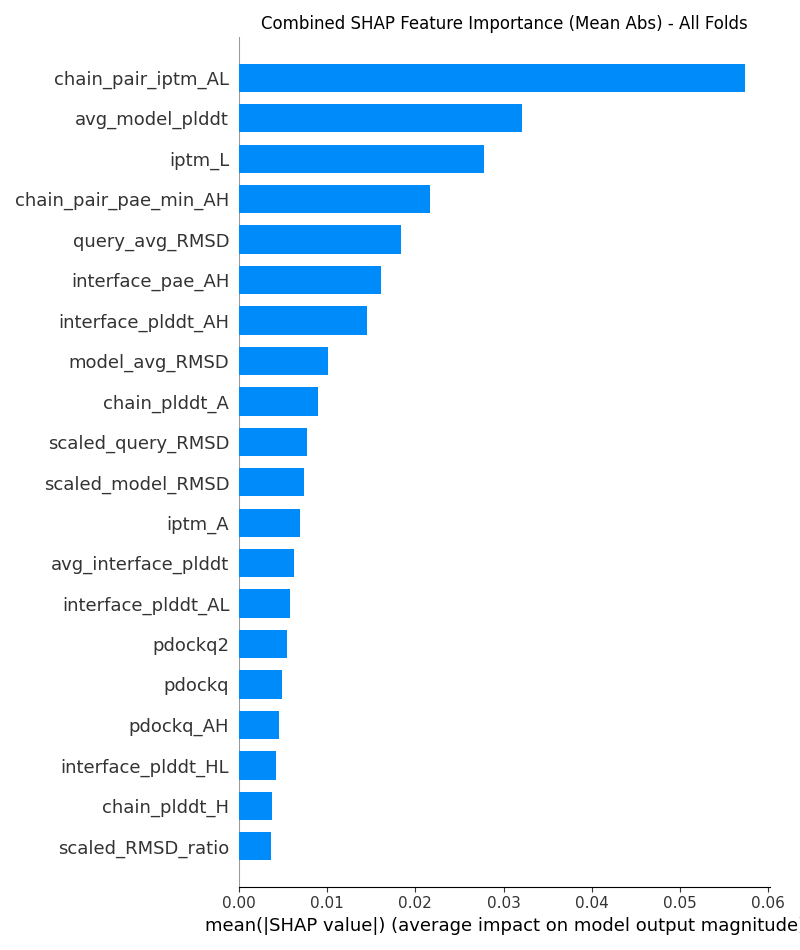 Combined SHAP Feature Importance (Mean Abs) - All Folds
chain_pair_iptm_AL
avg_model_plddt
iptm_L
chain_pair_pae_min_AH
query_avg_RMSD
interface_pae_AH
interface_plddt_AH
model_avg_RMSD
chain_plddt_A
scaled_query_RMSD
scaled_model_RMSD
iptm_A
avg_interface_plddt
interface_plddt_AL
pdockq2
pdockq
pdockq_AH
interface_plddt_HL
chain_plddt_H
scaled_RMSD_ratio
0.00 0.01 0.02 0.03 0.04 0.05 0.06
mean(|SHAP value|) (average impact on model output magnitude